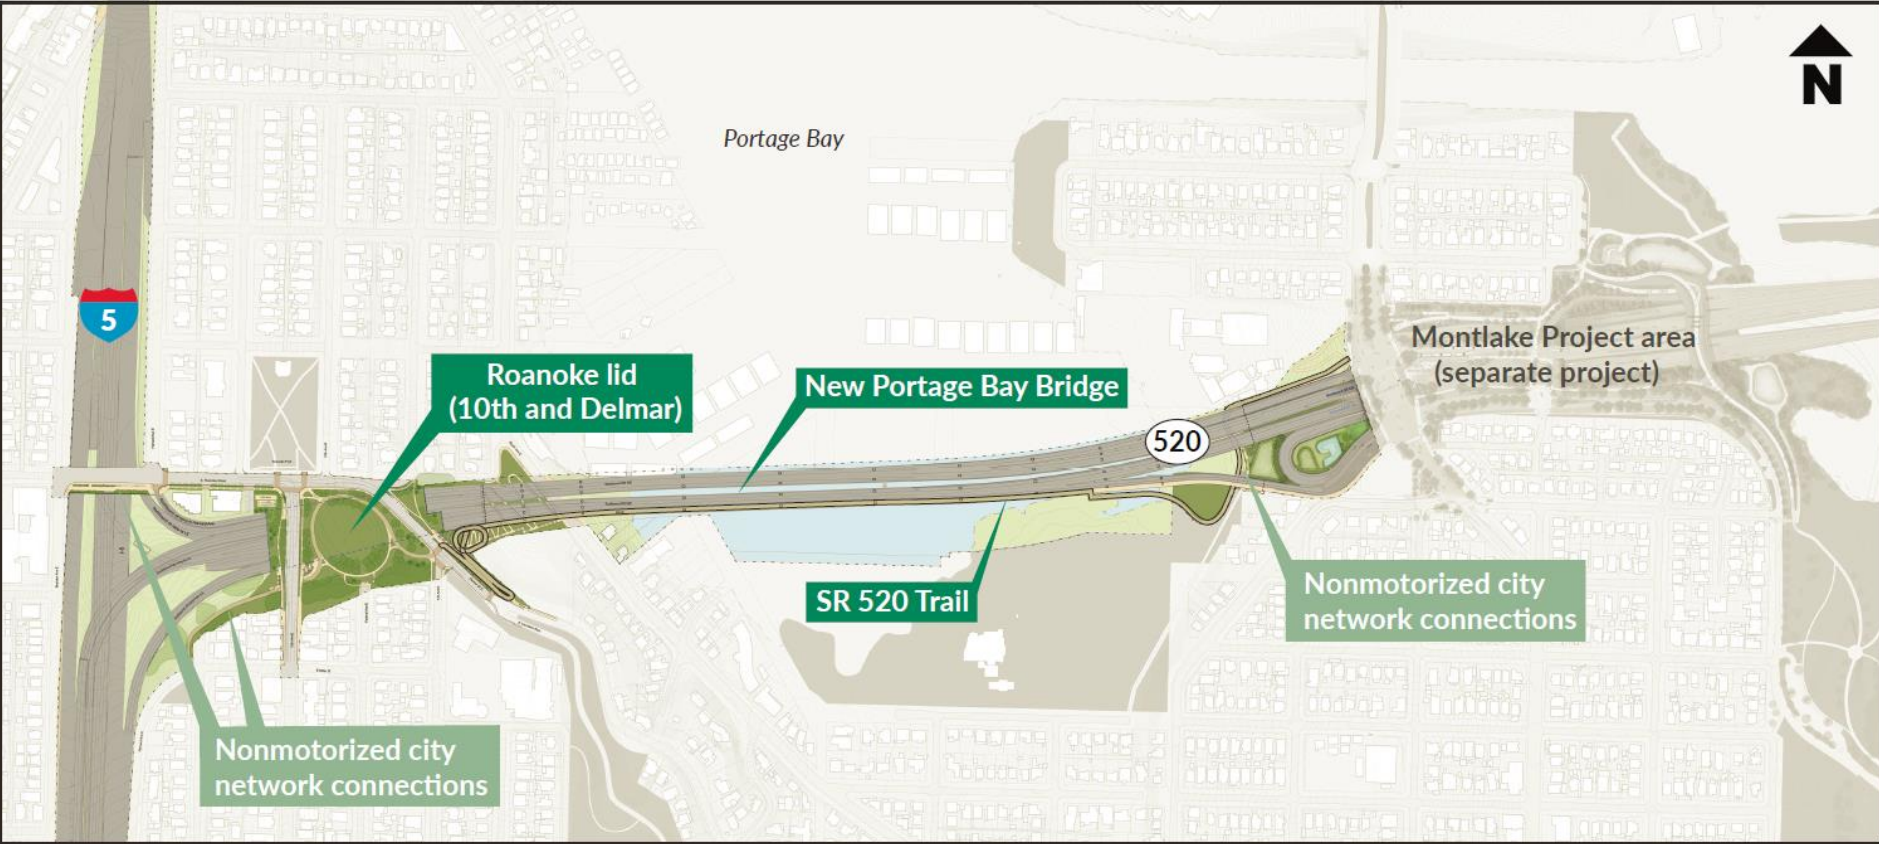 N
Portage Bay
5
Montlake Project area
(separate project)
Roanoke lid
(10th and Delmar)
New Portage Bay Bridge
520
SR 520 Trail
Nonmotorized city
network connections
Nonmotorized city
network connections